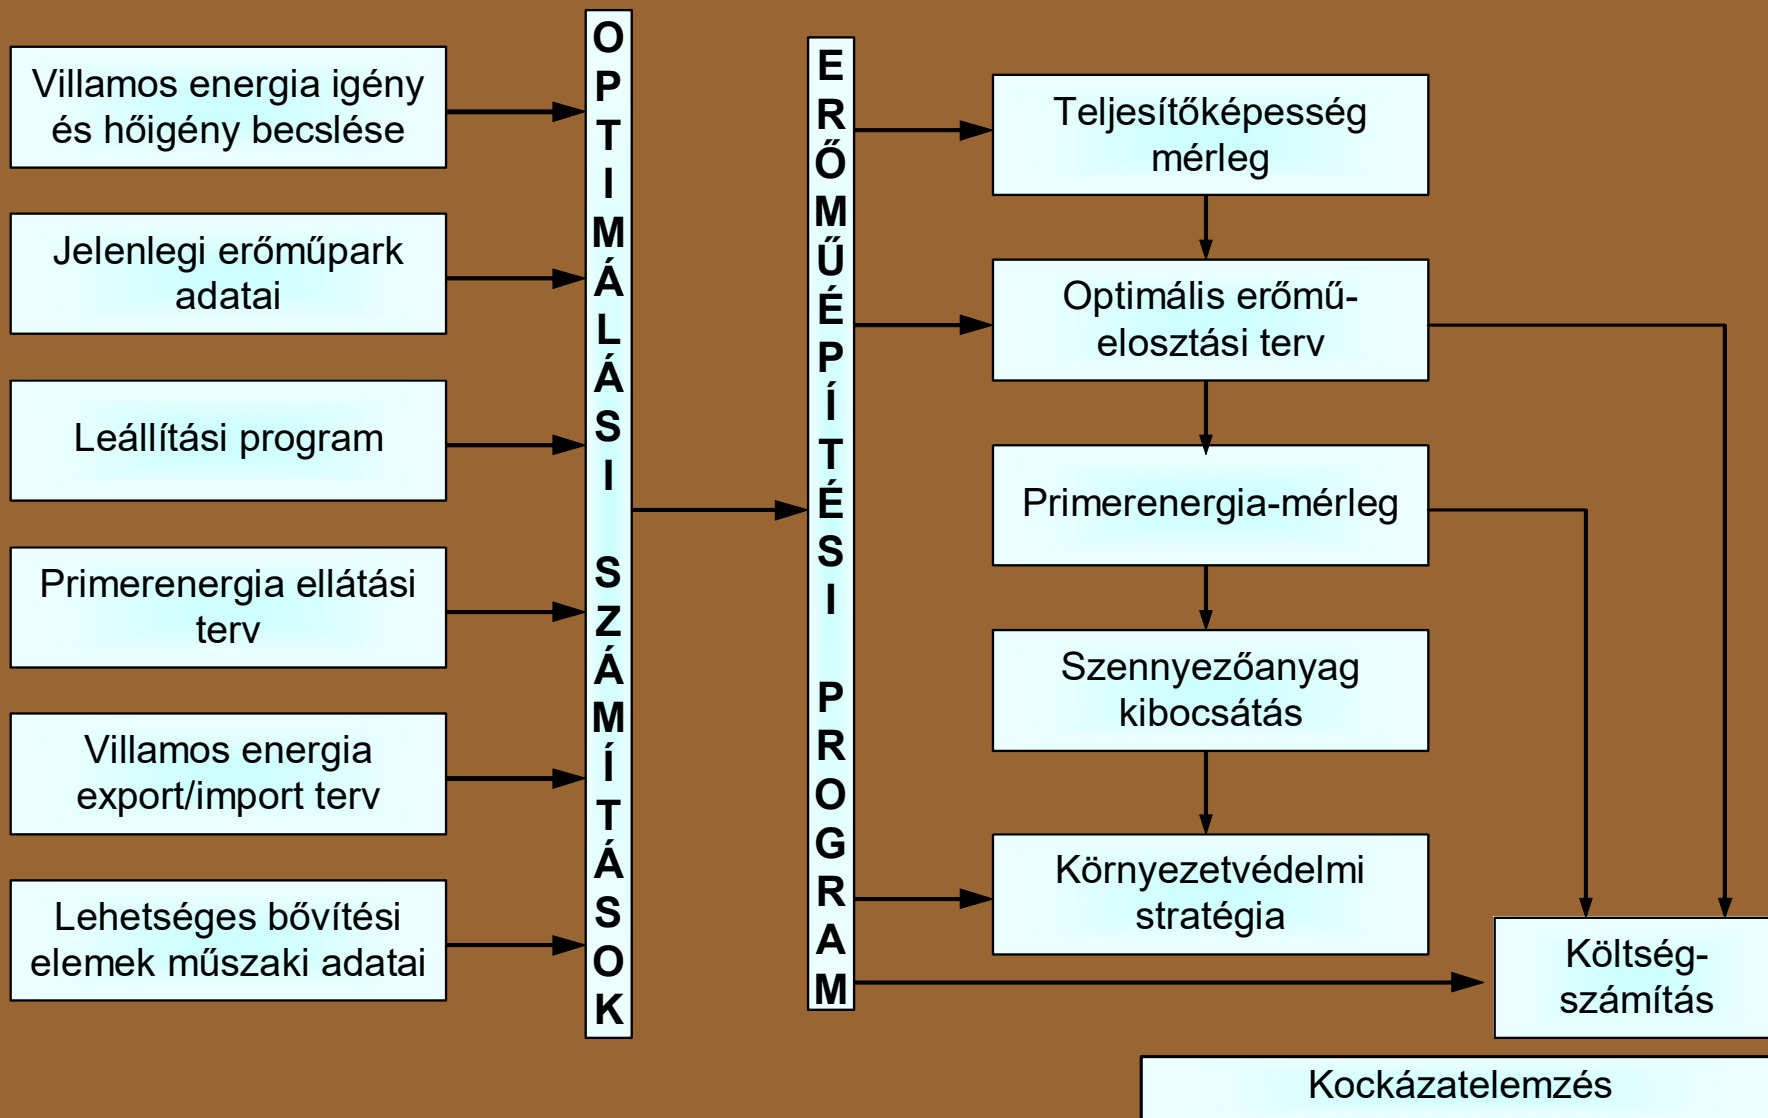 Villamos energia igény
és hőigény becslése
Jelenlegi erőműpark
adatai
Leállítási program
Primerenergia ellátási
terv
Villamos energia
export/import terv
Lehetséges bővítési
elemek műszaki adatai
OPTIMÁLÁSI SZÁMÍTÁSOK
ERŐMŰÉPÍTÉSI PROGRAM
Teljesítőképesség
mérleg
Optimális erőmű-
elosztási terv
Primerenergia-mérleg
Szennyezőanyag
kibocsátás
Környezetvédelmi
stratégia
Költség-
számítás
Kockázatelemzés